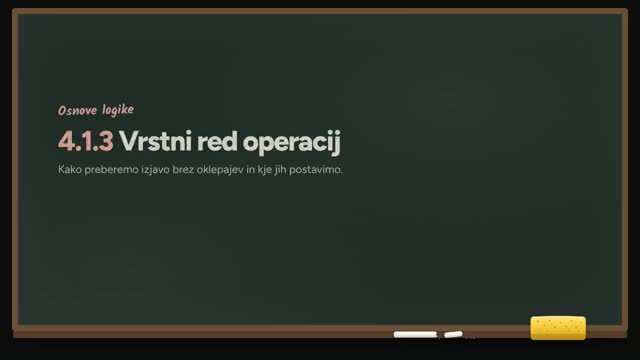 Osnove logike
4.1.3 Vrstni red operacij
Kako preberemo izjavo brez oklepajev in kje jih postavimo.